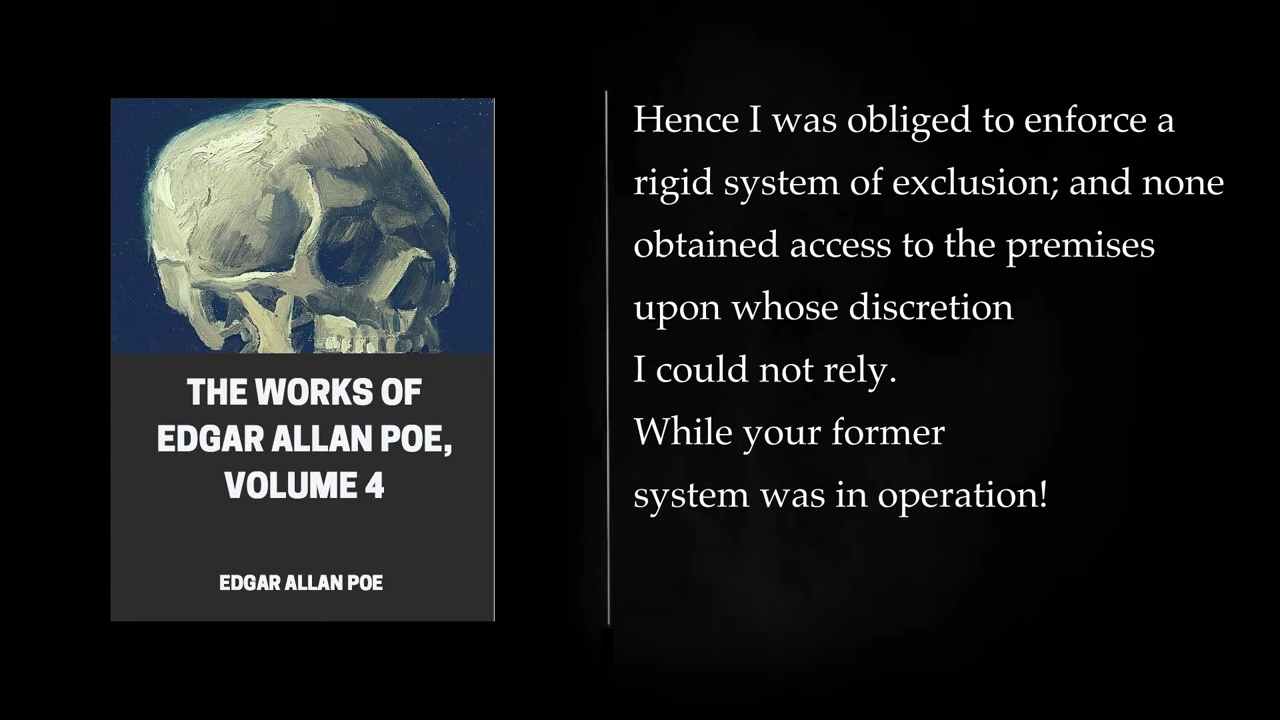 THE WORKS OF
EDGAR ALLAN POE,
VOLUME 4
EDGAR ALLAN POE
Hence I was obliged to enforce a
rigid system of exclusion; and none
obtained access to the premises
upon whose discretion
I could not rely.
While your former
system was in operation!